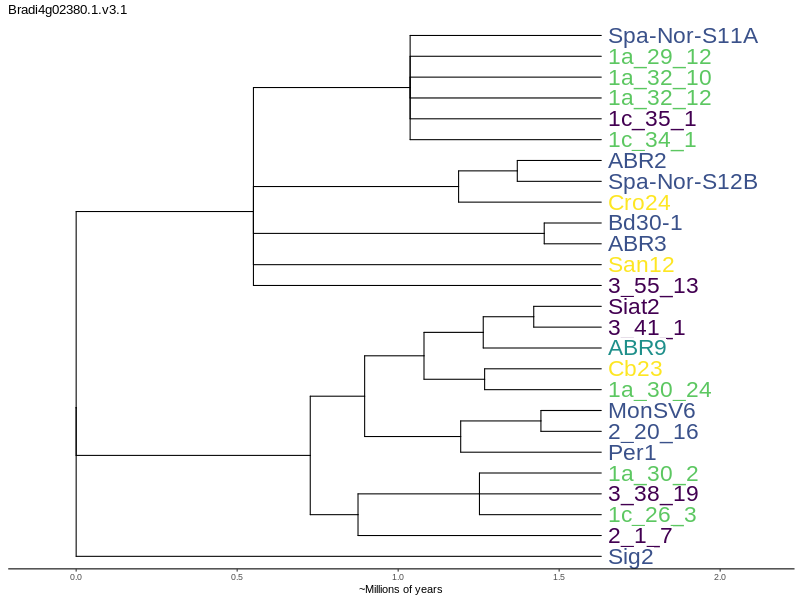 Bradi4g02380.1.v3.1
Spa-Nor-S11A
1a_29_12
1a_32_10
1a_32_12
1c_35_1
1c_34_1
ABR2
Spa-Nor-S12B
Cro24
Bd30-1
ABR3
San12
3_55_13
Siat2
3_41_1
ABR9
Cb23
1a_30_24
MonSV6
2_20_16
Per1
1a_30_2
3_38_19
1c_26_3
2_1_7
Sig2
0.0 0.5 1.0 1.5 2.0
~Millions of years